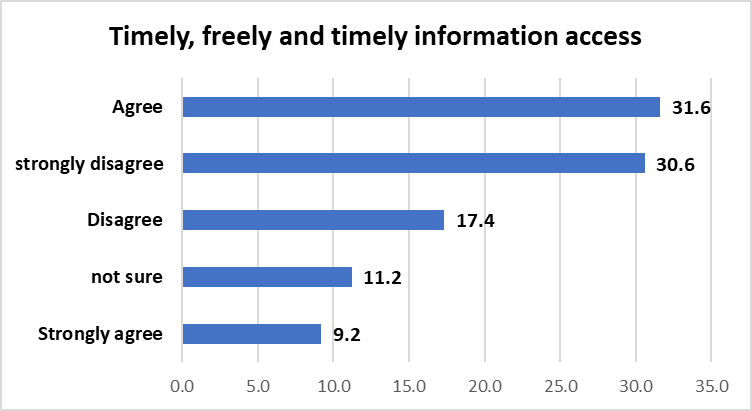 Timely, freely and timely information access
Agree 31.6
strongly disagree 30.6
Disagree 17.4
not sure 11.2
Strongly agree 9.2
0.0 5.0 10.0 15.0 20.0 25.0 30.0 35.0